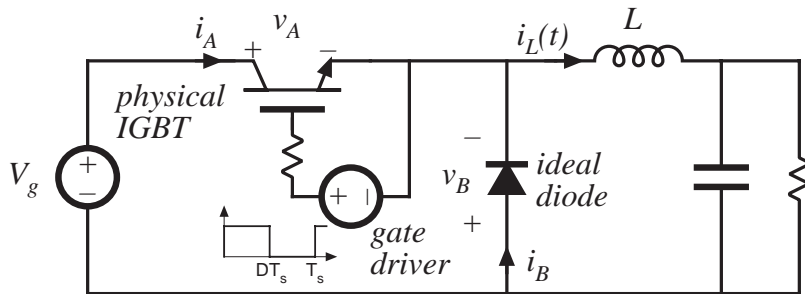 i_A
v_A
i_L(t)
L
+
−
physical
IGBT
V_g
+
−
+
−
−
v_B
+
ideal
diode
gate
driver
DT_s
T_s
i_B